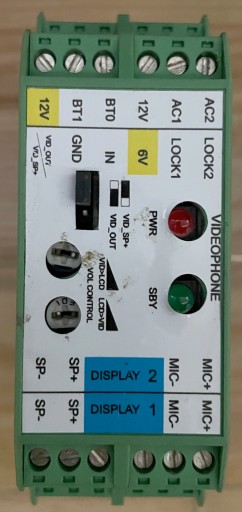 12V BT1 BT0 12V AC1 AC2
VID_OUT/VID_SP+ GND IN 6V LOCK1 LOCK2
VID_SP+
VID_OUT
PWR
VIDEOPHONE
VID>LCD LCD>VID
VOL CONTROL
SBY
SP- SP+ DISPLAY 2 MIC- MIC+
SP- SP+ DISPLAY 1 MIC- MIC+